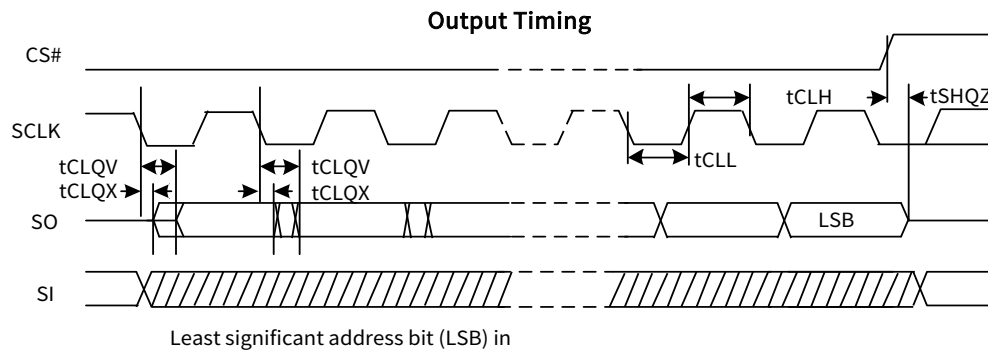 Output Timing
CS#
tCLH
tSHQZ
SCLK
tCLL
tCLQV
tCLQV
tCLQX
tCLQX
SO
LSB
SI
Least significant address bit (LSB) in